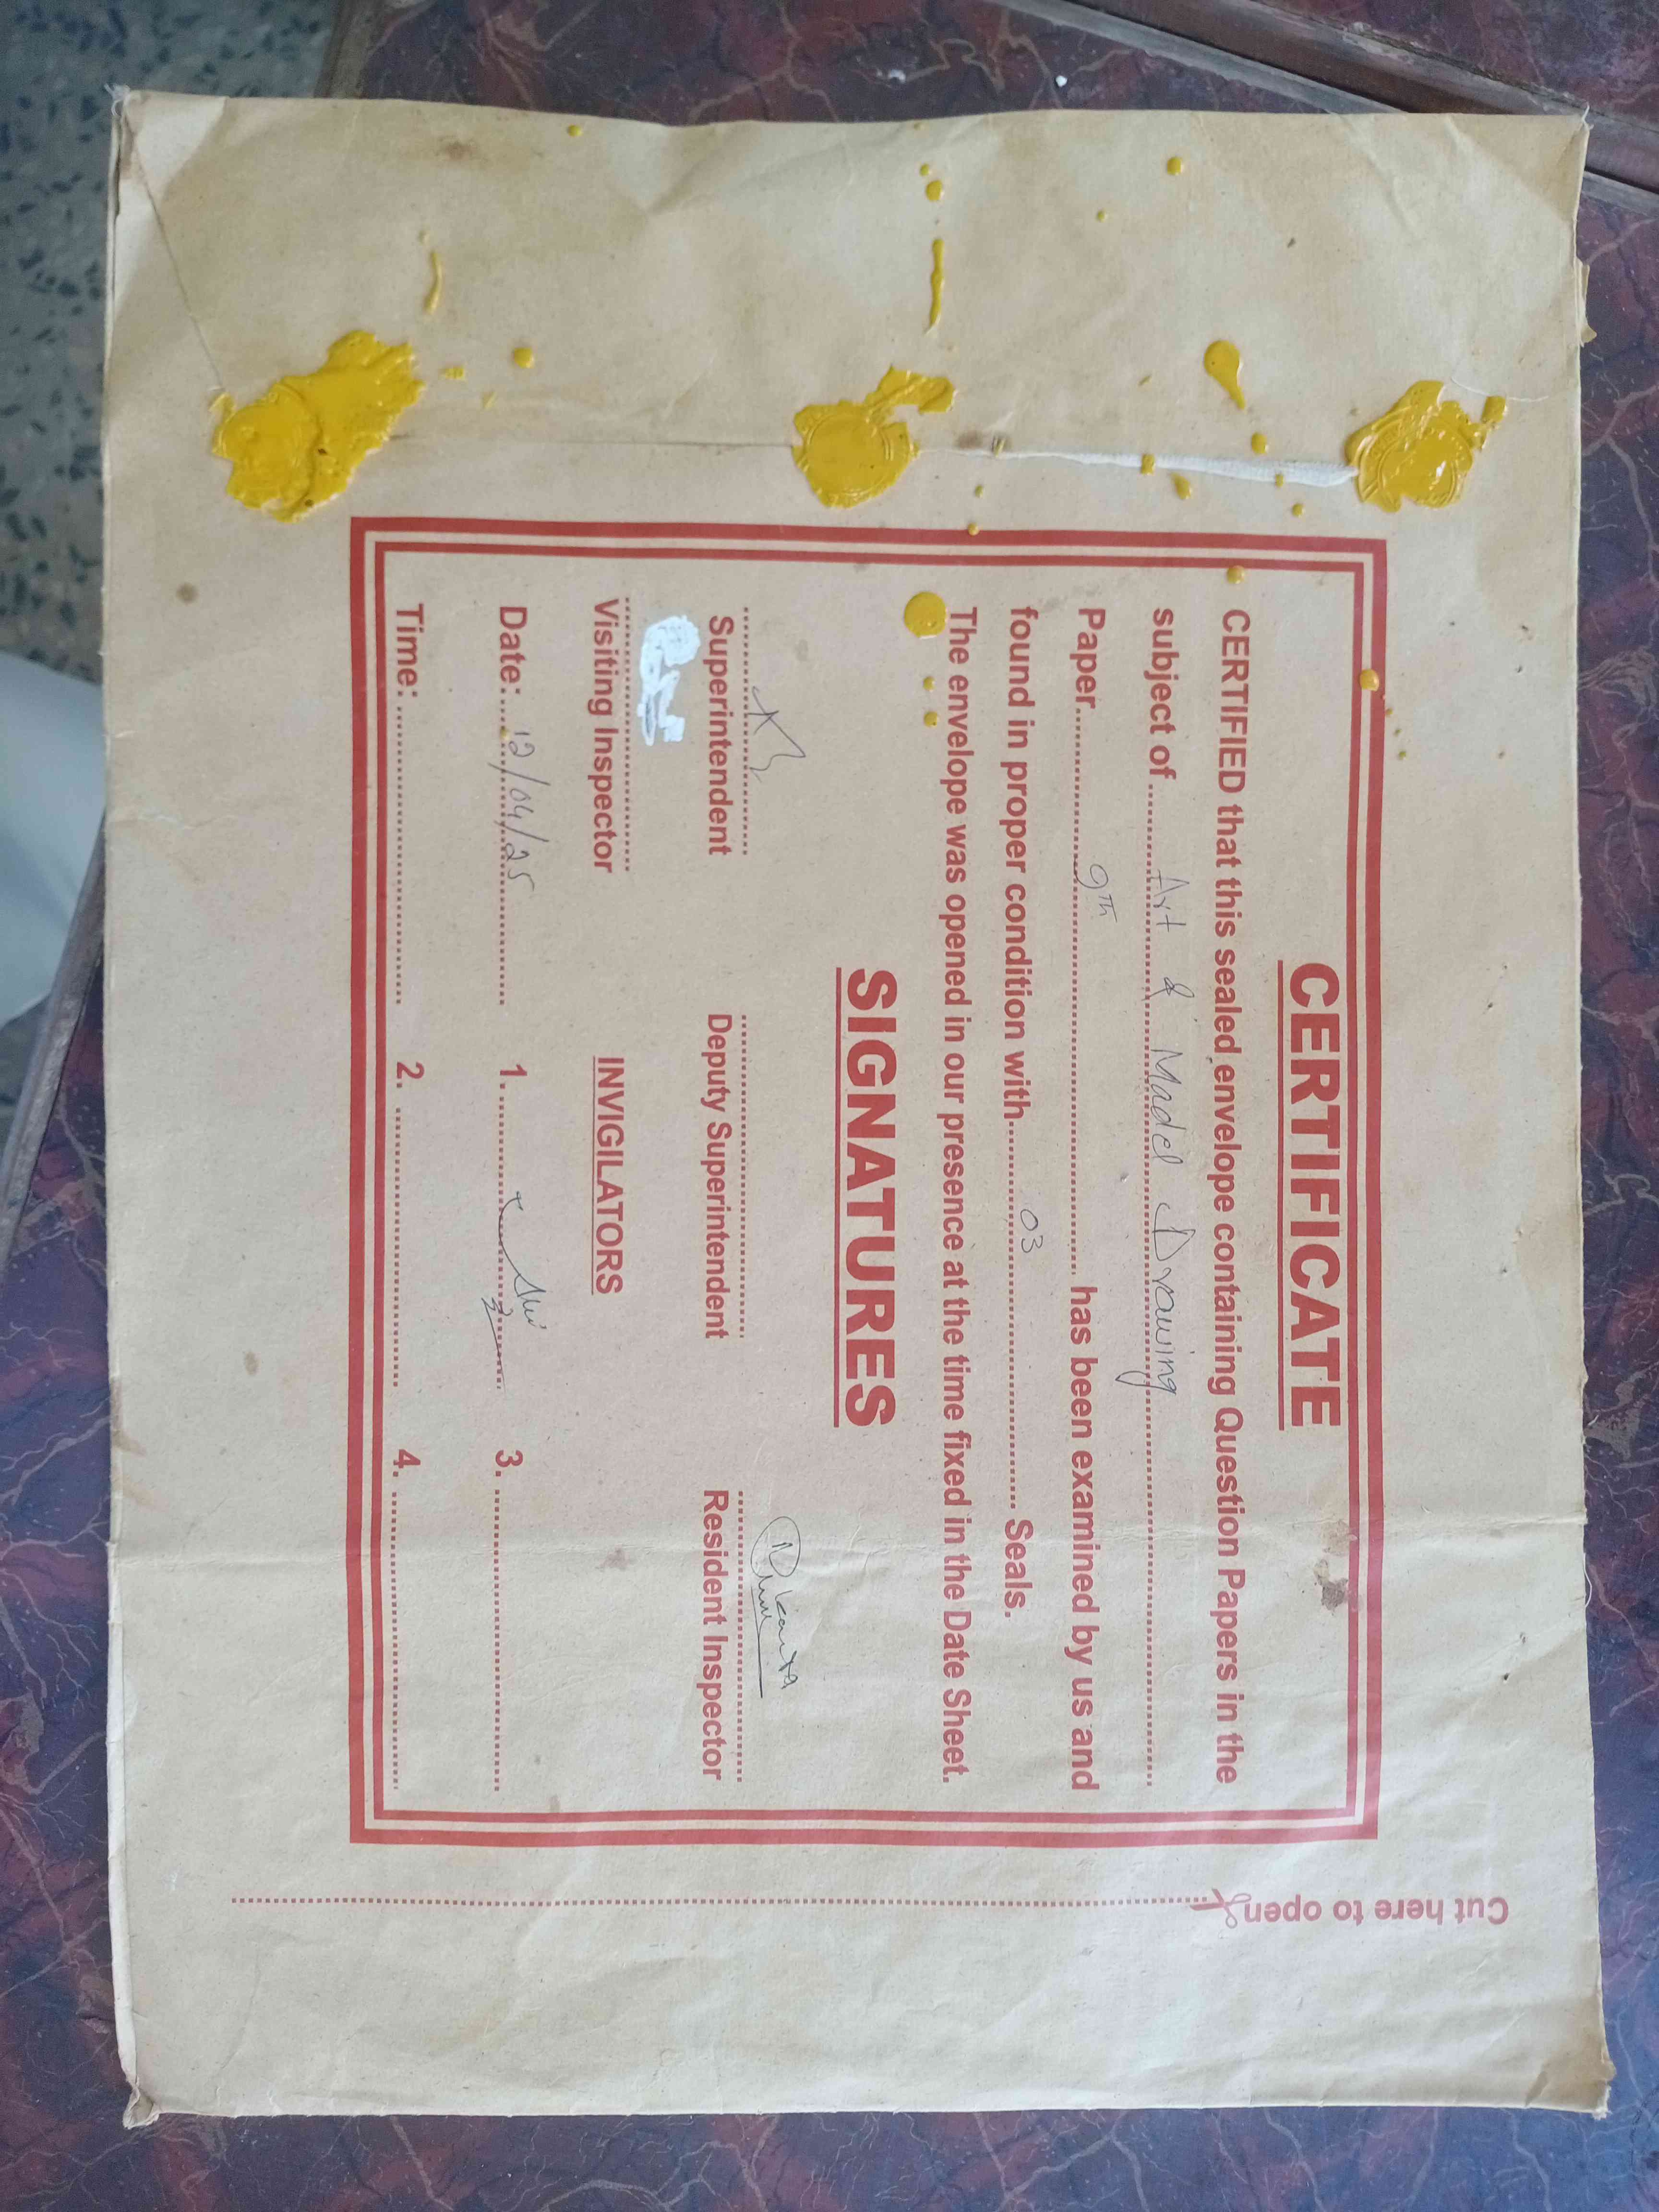 CERTIFICATE
CERTIFIED that this sealed envelope containing Question Papers in the
subject of ........ Art & Model Drawing ........
Paper........ 9th ........ has been examined by us and
found in proper condition with........ 03 ........ Seals.
The envelope was opened in our presence at the time fixed in the Date Sheet.
SIGNATURES
Superintendent Deputy Superintendent Resident Inspector
Visiting Inspector INVIGILATORS
Date:.... 12/04/25 ........ 1. ........ 3. ........
Time: ........ 2. ........ 4. ........
Cut here to open